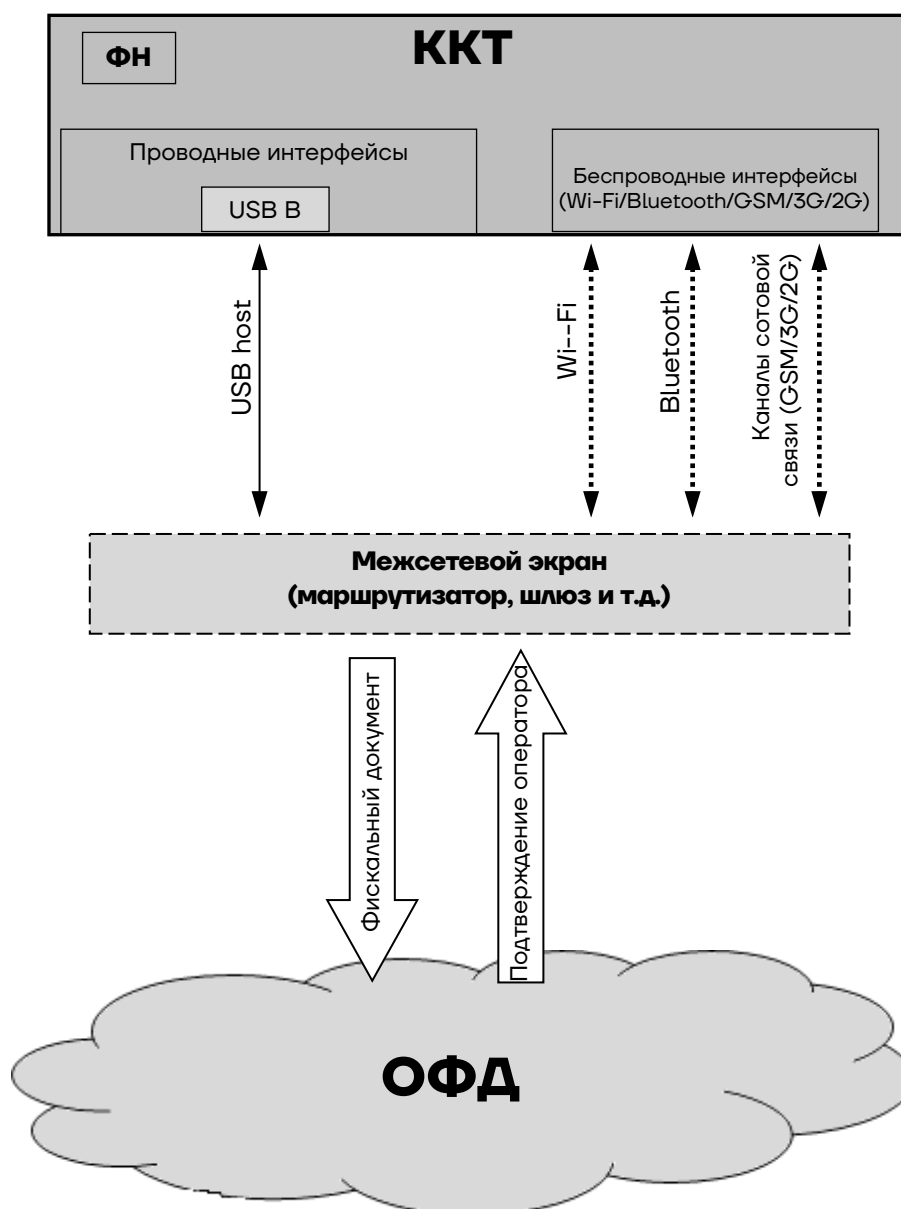 ФН
ККТ
Проводные интерфейсы
USB B
Беспроводные интерфейсы
(Wi-Fi/Bluetooth/GSM/3G/2G)
USB host
Wi--Fi
Bluetooth
Каналы сотовой
связи (GSM/3G/2G)
Межсетевой экран
(маршрутизатор, шлюз и т.д.)
Фискальный документ
Подтверждение оператора
ОФД